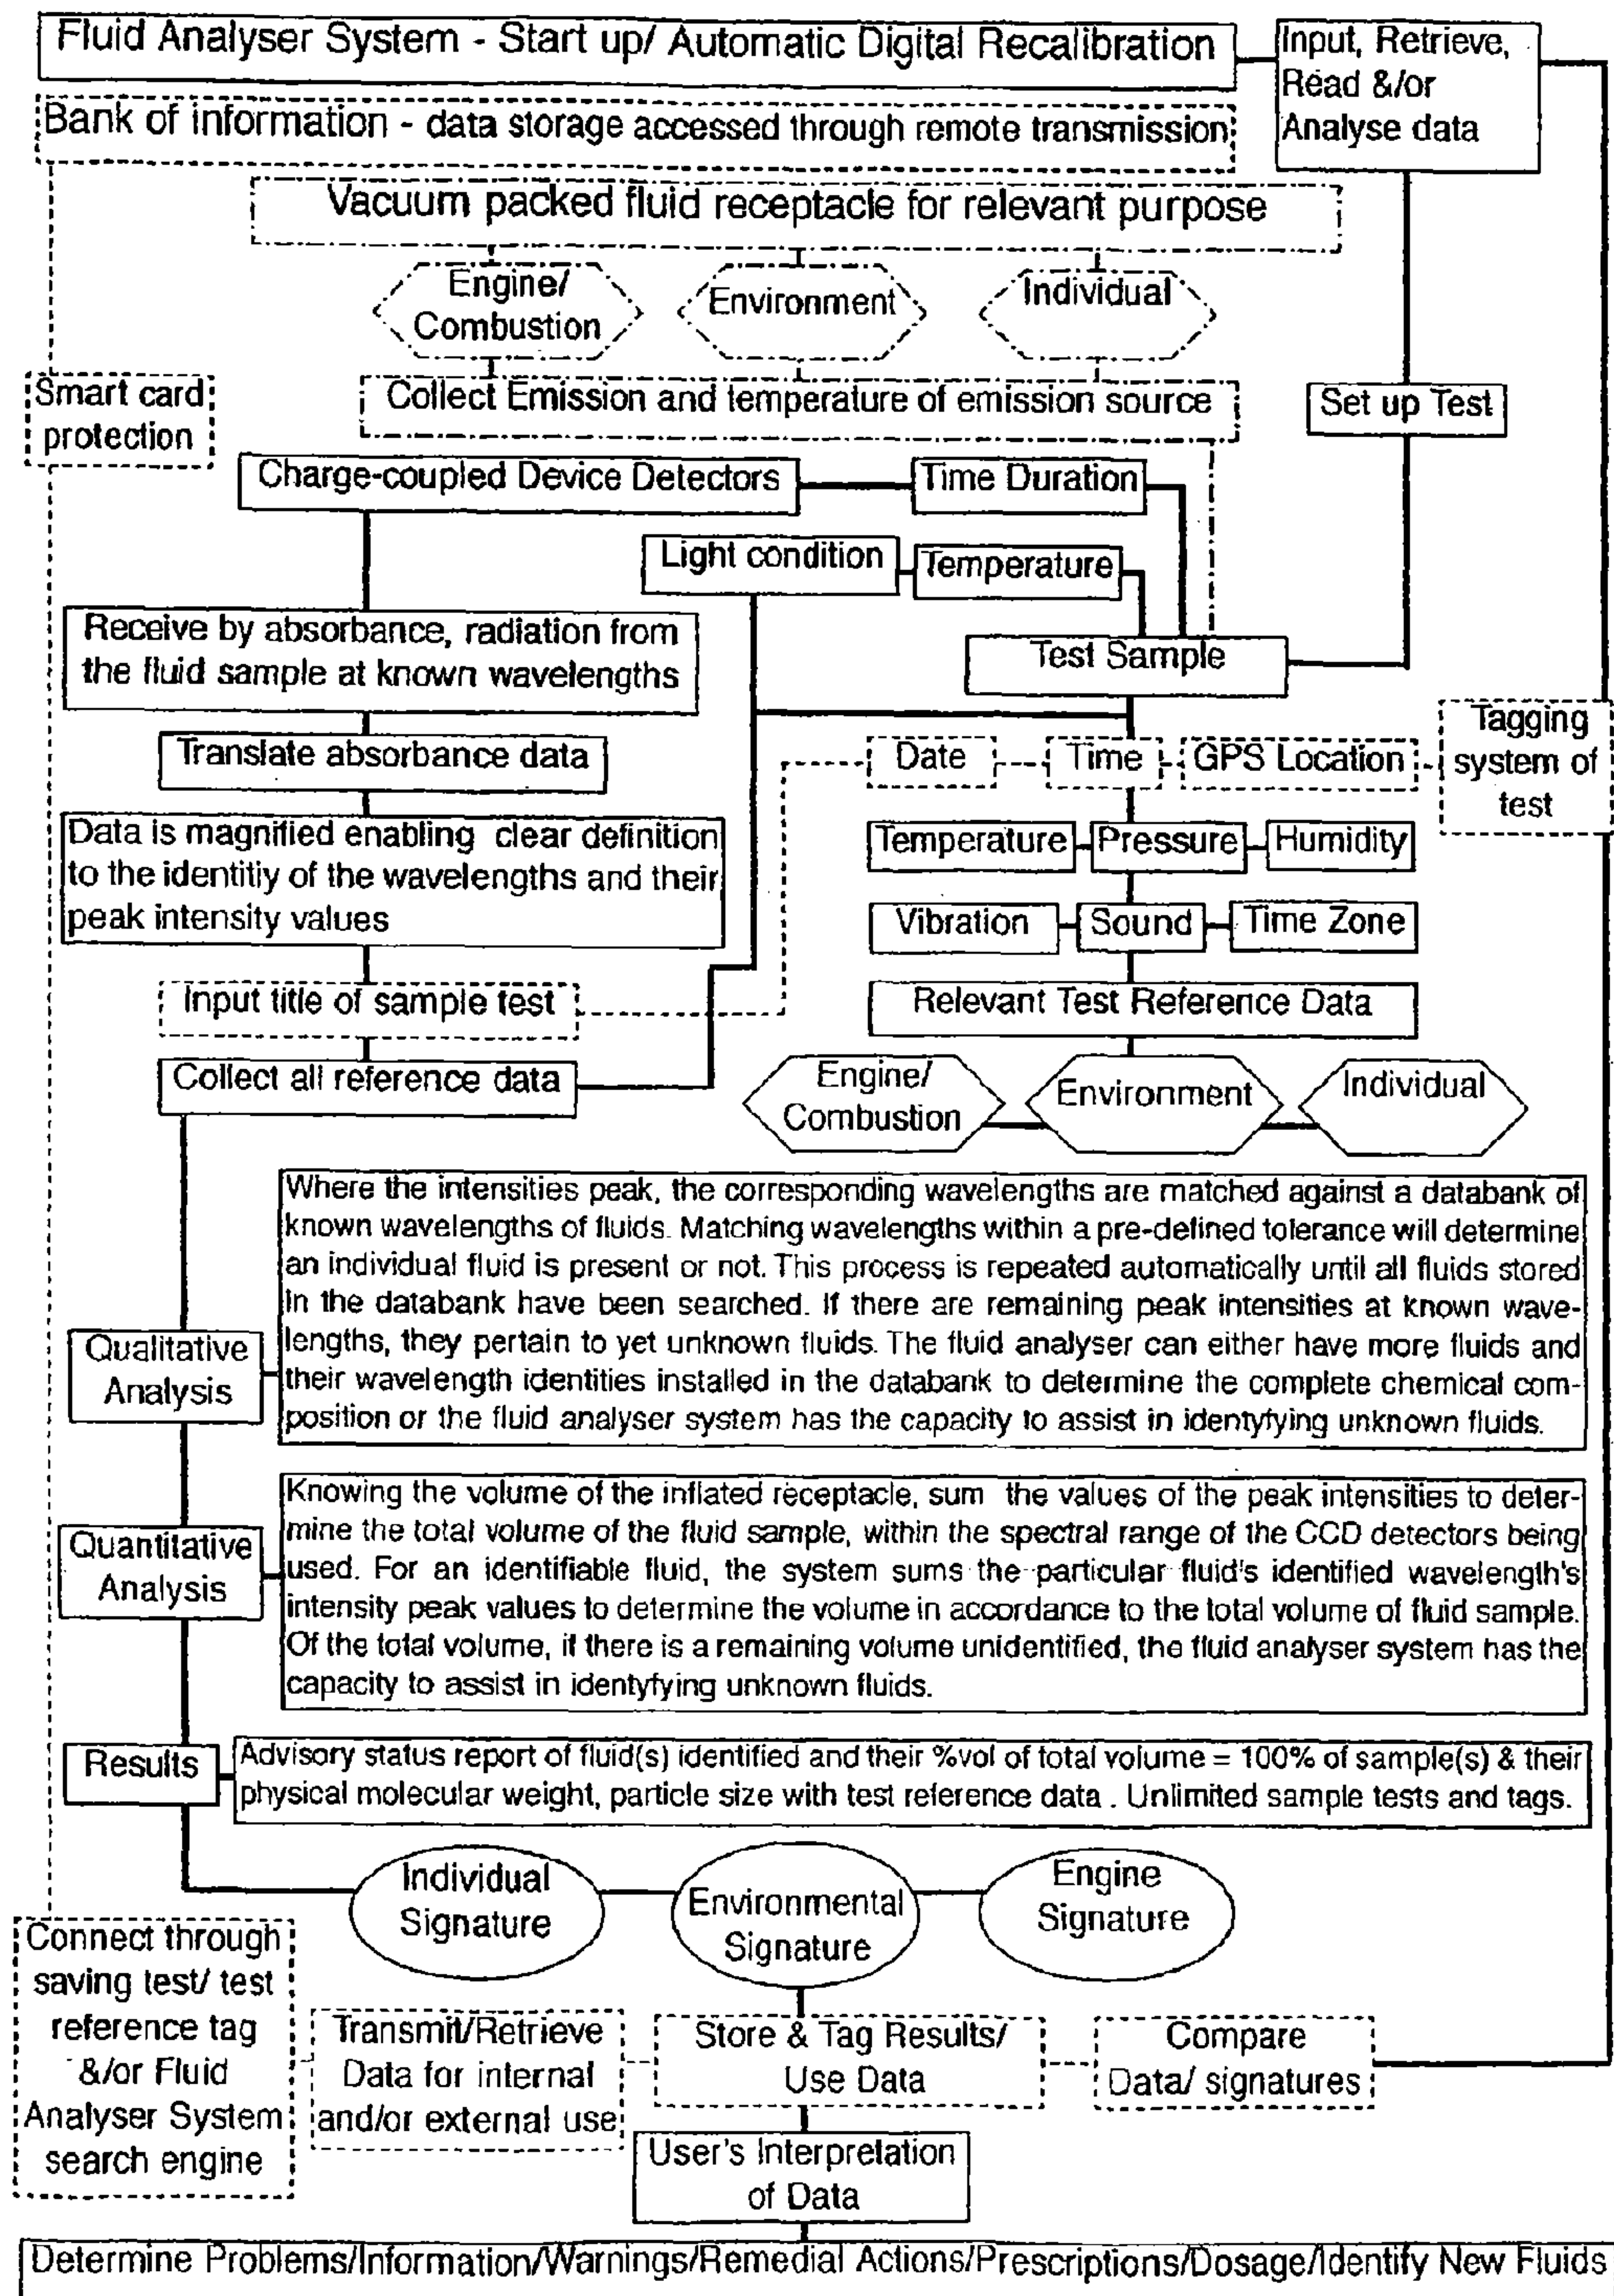 Fluid Analyser System - Start up/ Automatic Digital Recalibration
Input, Retrieve,
Read &/or
Analyse data
Bank of information - data storage accessed through remote transmission
Vacuum packed fluid receptacle for relevant purpose
Engine/
Combustion
Environment
Individual
Smart card
protection
Collect Emission and temperature of emission source
Set up Test
Charge-coupled Device Detectors
Time Duration
Light condition
Temperature
Receive by absorbance, radiation from
the fluid sample at known wavelengths
Test Sample
Translate absorbance data
Date
Time
GPS Location
Tagging
system of
test
Data is magnified enabling clear definition
to the identitiy of the wavelengths and their
peak intensity values
Temperature
Pressure
Humidity
Vibration
Sound
Time Zone
Input title of sample test
Relevant Test Reference Data
Collect all reference data
Engine/
Combustion
Environment
Individual
Where the intensities peak, the corresponding wavelengths are matched against a databank of
known wavelengths of fluids. Matching wavelengths within a pre-defined tolerance will determine
an individual fluid is present or not. This process is repeated automatically until all fluids stored
in the databank have been searched. If there are remaining peak intensities at known wave-
lengths, they pertain to yet unknown fluids. The fluid analyser can either have more fluids and
their wavelength identities installed in the databank to determine the complete chemical com-
position or the fluid analyser system has the capacity to assist in identyfying unknown fluids.
Qualitative
Analysis
Knowing the volume of the inflated receptacle, sum the values of the peak intensities to deter-
mine the total volume of the fluid sample, within the spectral range of the CCD detectors being
used. For an identifiable fluid, the system sums the particular fluid's identified wavelength's
intensity peak values to determine the volume in accordance to the total volume of fluid sample.
Of the total volume, if there is a remaining volume unidentified, the fluid analyser system has the
capacity to assist in identyfying unknown fluids.
Quantitative
Analysis
Results
Advisory status report of fluid(s) identified and their %vol of total volume = 100% of sample(s) & their
physical molecular weight, particle size with test reference data . Unlimited sample tests and tags.
Individual
Signature
Environmental
Signature
Engine
Signature
Connect through
saving test/ test
reference tag
&/or Fluid
Analyser System
search engine
Transmit/Retrieve
Data for internal
and/or external use
Store & Tag Results/
Use Data
Compare
Data/ signatures
User's Interpretation
of Data
Determine Problems/Information/Warnings/Remedial Actions/Prescriptions/Dosage/Identify New Fluids